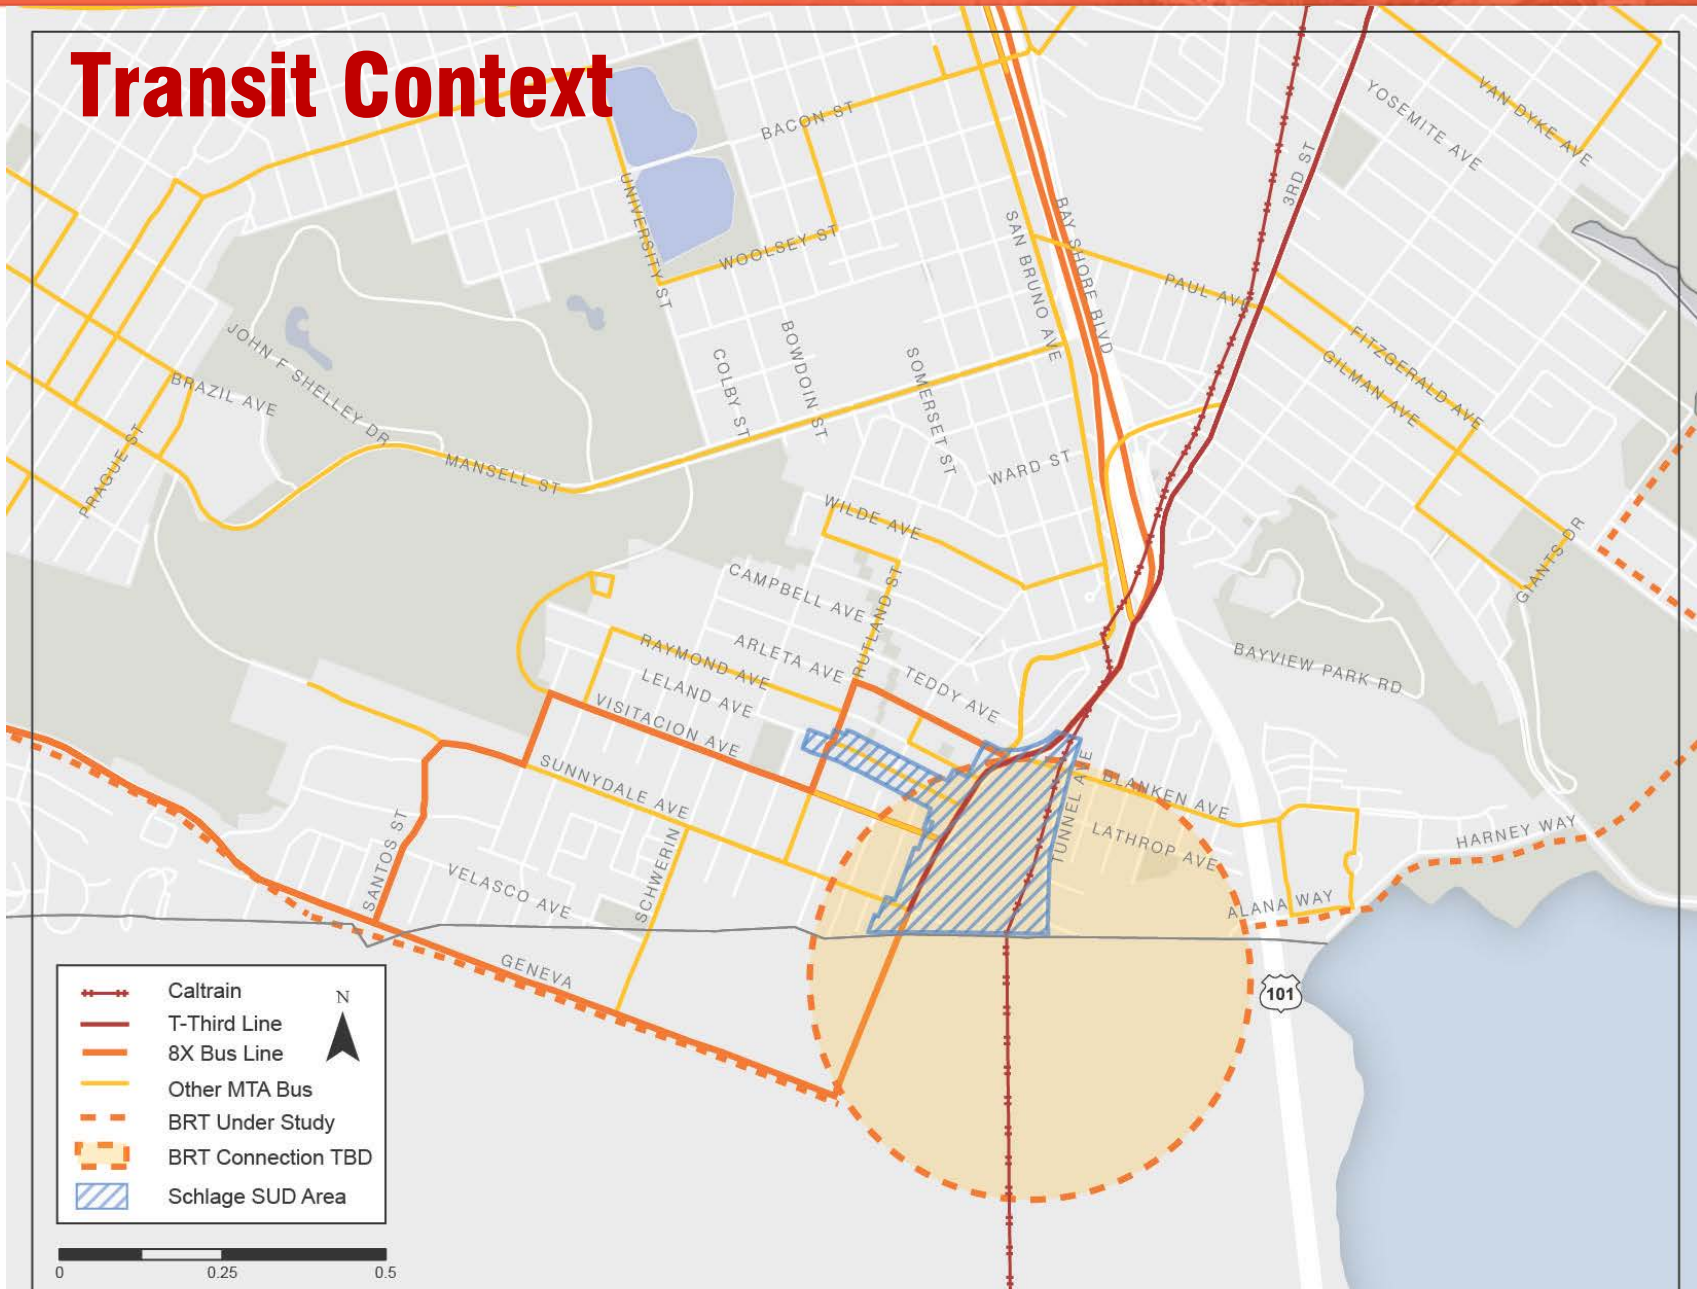 Transit Context
BACON ST
YOSEMITE AVE
VAN DYKE AVE
3RD ST
UNIVERSITY ST
WOOLSEY ST
SAN BRUNO AVE
BAY SHORE BLVD
PAUL AVE
JOHN F SHELLEY DR
BRAZIL AVE
PRAGUE ST
COLBY ST
BOWDOIN ST
SOMERSET ST
FITZGERALD AVE
GILMAN AVE
MANSELL ST
WARD ST
WILDE AVE
GIANTS DR
CAMPBELL AVE
RUTLAND ST
ARLETA AVE
RAYMOND AVE
LELAND AVE
TEDDY AVE
BAYVIEW PARK RD
VISITACION AVE
SUNNYDALE AVE
TUNNEL AVE
BLANKEN AVE
LATHROP AVE
HARNEY WAY
SANTOS ST
SCHWERIN
VELASCO AVE
ALANA WAY
GENEVA
101
Caltrain
T-Third Line
8X Bus Line
Other MTA Bus
BRT Under Study
BRT Connection TBD
Schlage SUD Area
N
0 0.25 0.5